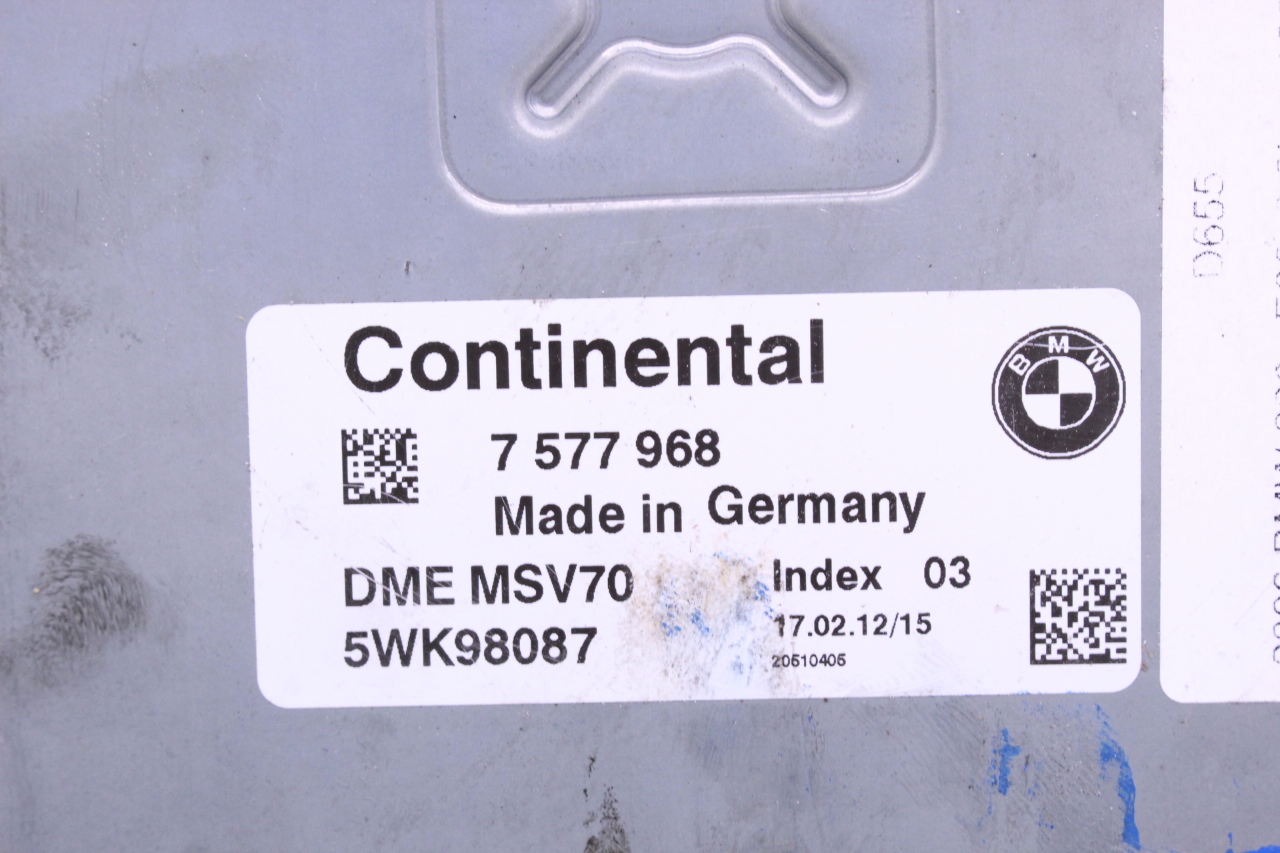 Continental
BMW
7 577 968
Made in Germany
DME MSV70
Index 03
5WK98087
17.02.12/15
20510405
D655